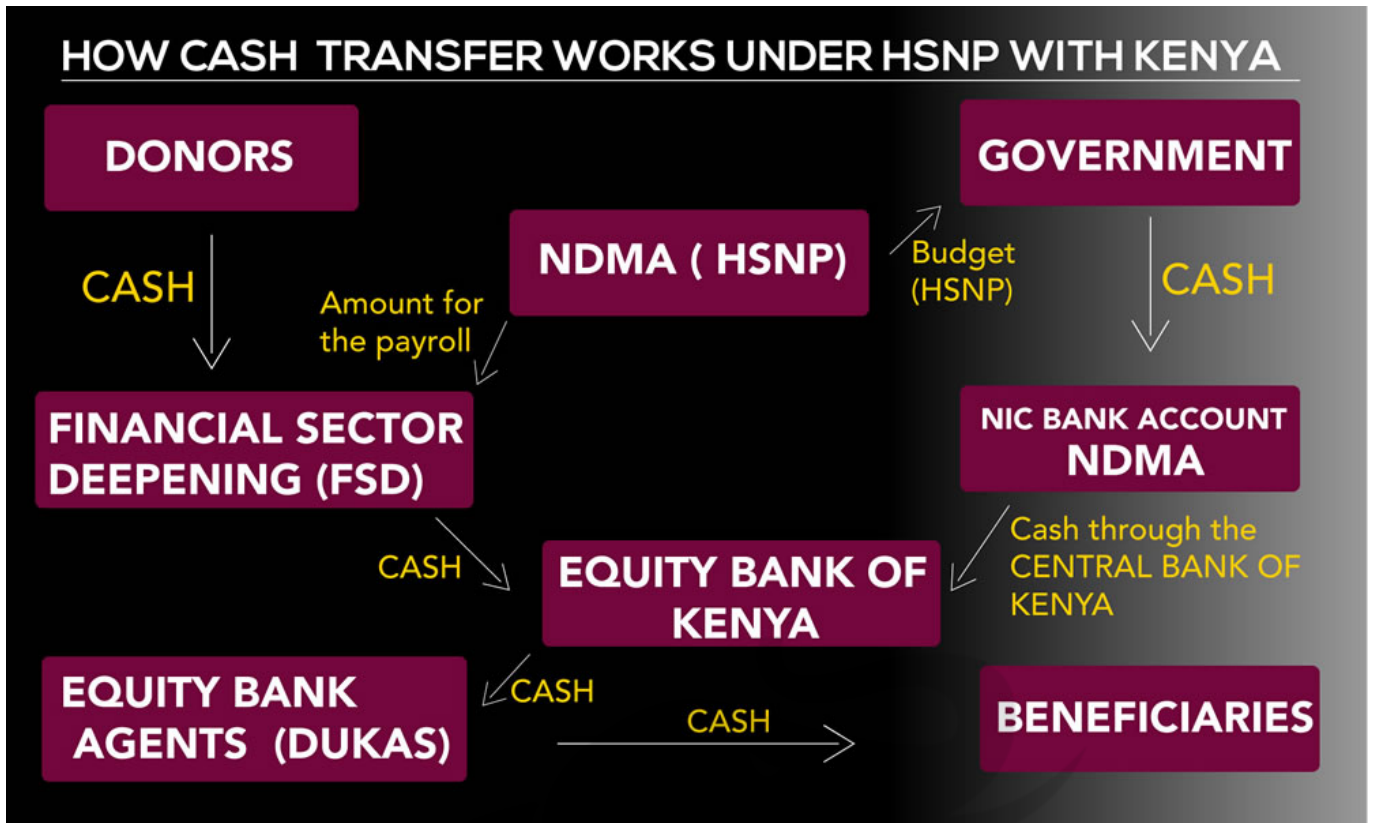 HOW CASH TRANSFER WORKS UNDER HSNP WITH KENYA
DONORS
GOVERNMENT
NDMA ( HSNP)
Budget
(HSNP)
CASH
CASH
Amount for
the payroll
FINANCIAL SECTOR
DEEPENING (FSD)
NIC BANK ACCOUNT
NDMA
CASH
Cash through the
CENTRAL BANK OF
KENYA
EQUITY BANK OF
KENYA
EQUITY BANK
AGENTS (DUKAS)
CASH
CASH
BENEFICIARIES